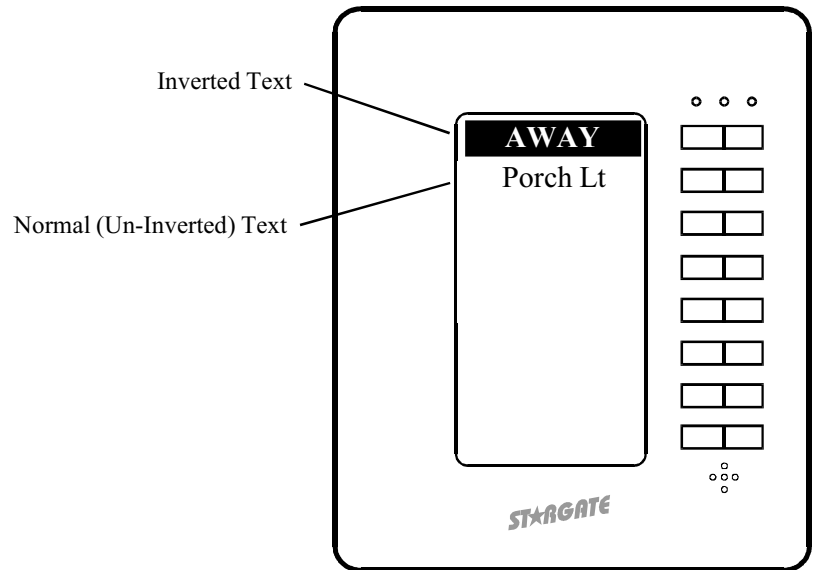 Inverted Text
AWAY
Porch Lt
Normal (Un-Inverted) Text
STARGATE